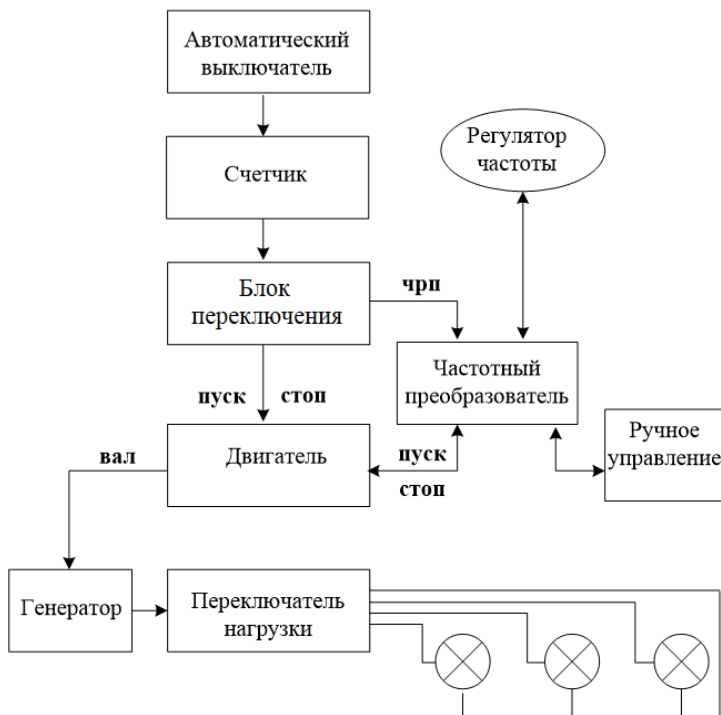 Автоматический
выключатель
Регулятор
частоты
Счетчик
Блок
переключения
чрп
Частотный
преобразователь
пуск стоп
Ручное
управление
вал
Двигатель
пуск
стоп
Генератор
Переключатель
нагрузки